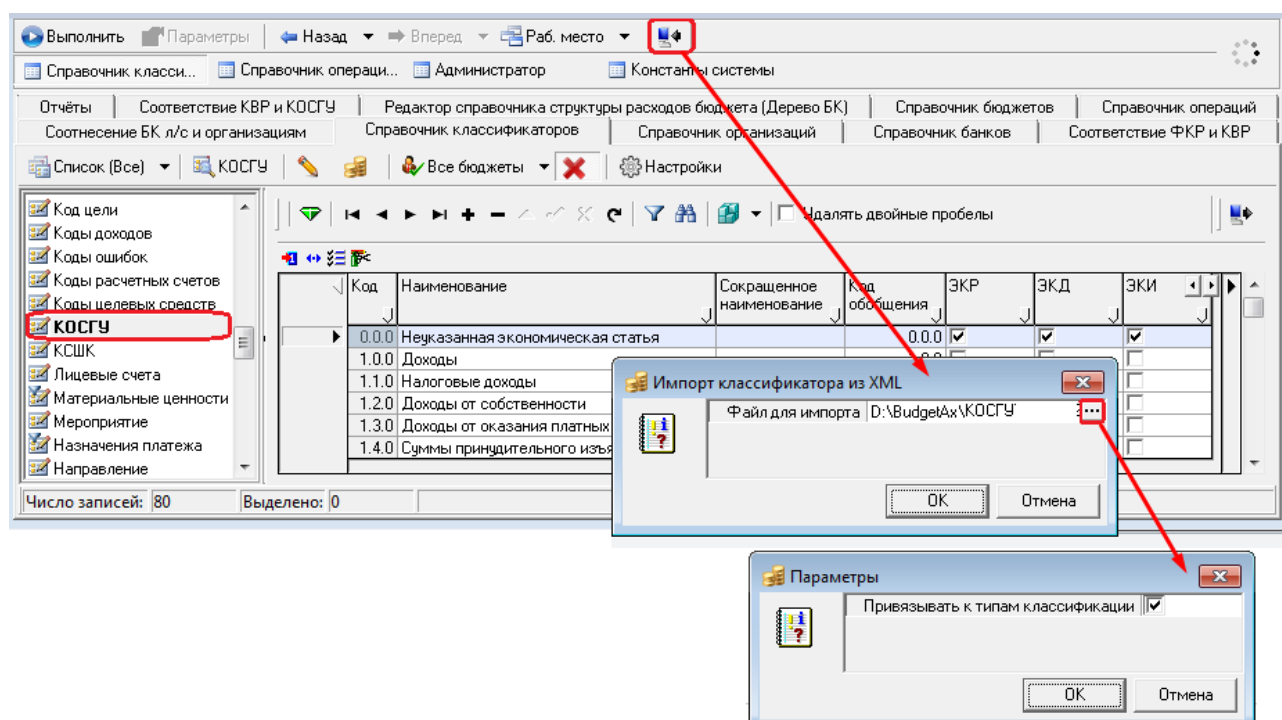 Выполнить Параметры Назад Вперед Раб. место
Справочник класси... Справочник операци... Администратор Константы системы
Отчёты Соответствие КВР и КОСГУ Редактор справочника структуры расходов бюджета (Дерево БК) Справочник бюджетов Справочник операций
Соотнесение БК л/с и организациям Справочник классификаторов Справочник организаций Справочник банков Соответствие ФКР и КВР
Список (Все) КОСГУ Все бюджеты Настройки
Код цели
Коды доходов
Коды ошибок
Коды расчетных счетов
Коды целевых средств
КОСГУ
КСШК
Лицевые счета
Материальные ценности
Мероприятие
Назначения платежа
Направление
Удалять двойные пробелы
Код Наименование Сокращенное наименование Код обобщения ЭКР ЭКД ЭКИ
0.0.0 Неуказанная экономическая статья 0.0.0
1.0.0 Доходы
1.1.0 Налоговые доходы
1.2.0 Доходы от собственности
1.3.0 Доходы от оказания платных
1.4.0 Суммы принудительного
Число записей: 80 Выделено: 0
Импорт классификатора из XML
Файл для импорта D:\BudgetAx\КОСГУ ...
OK Отмена
Параметры
Привязывать к типам классификации
OK Отмена